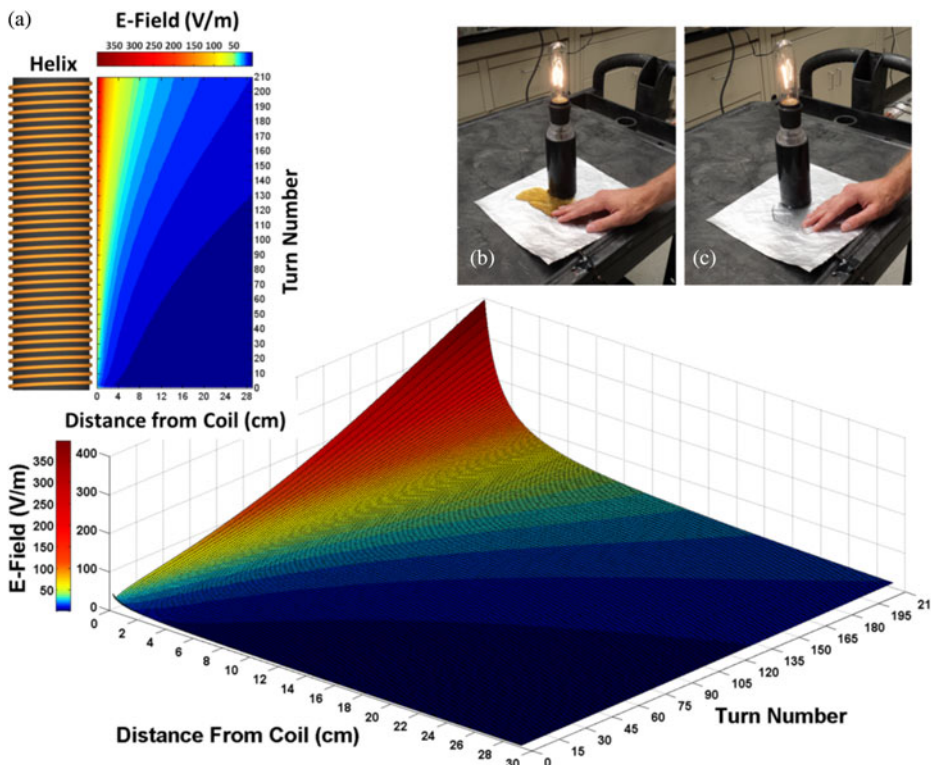 (a)
E-Field (V/m)
350 300 250 200 150 100 50
Helix
210
200
190
180
170
160
150
140
130
120
110
100
90
80
70
60
50
40
30
20
10
0
Turn Number
0 4 8 12 16 20 24 28
Distance from Coil (cm)
(b)
(c)
E-Field (V/m)
350
300
250
200
150
100
50
400
300
200
100
0
0 2 4 6 8 10 12 14 16 18 20 22 24 26 28 30
Distance From Coil (cm)
0 15 30 45 60 75 90 105 120 135 150 165 180 195 21
Turn Number